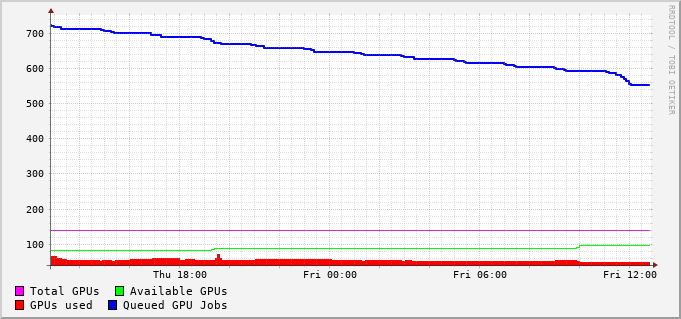 700
600
500
400
300
200
100
Thu 18:00 Fri 00:00 Fri 06:00 Fri 12:00
Total GPUs Available GPUs
GPUs used Queued GPU Jobs
RRDTOOL / TOBI OETIKER